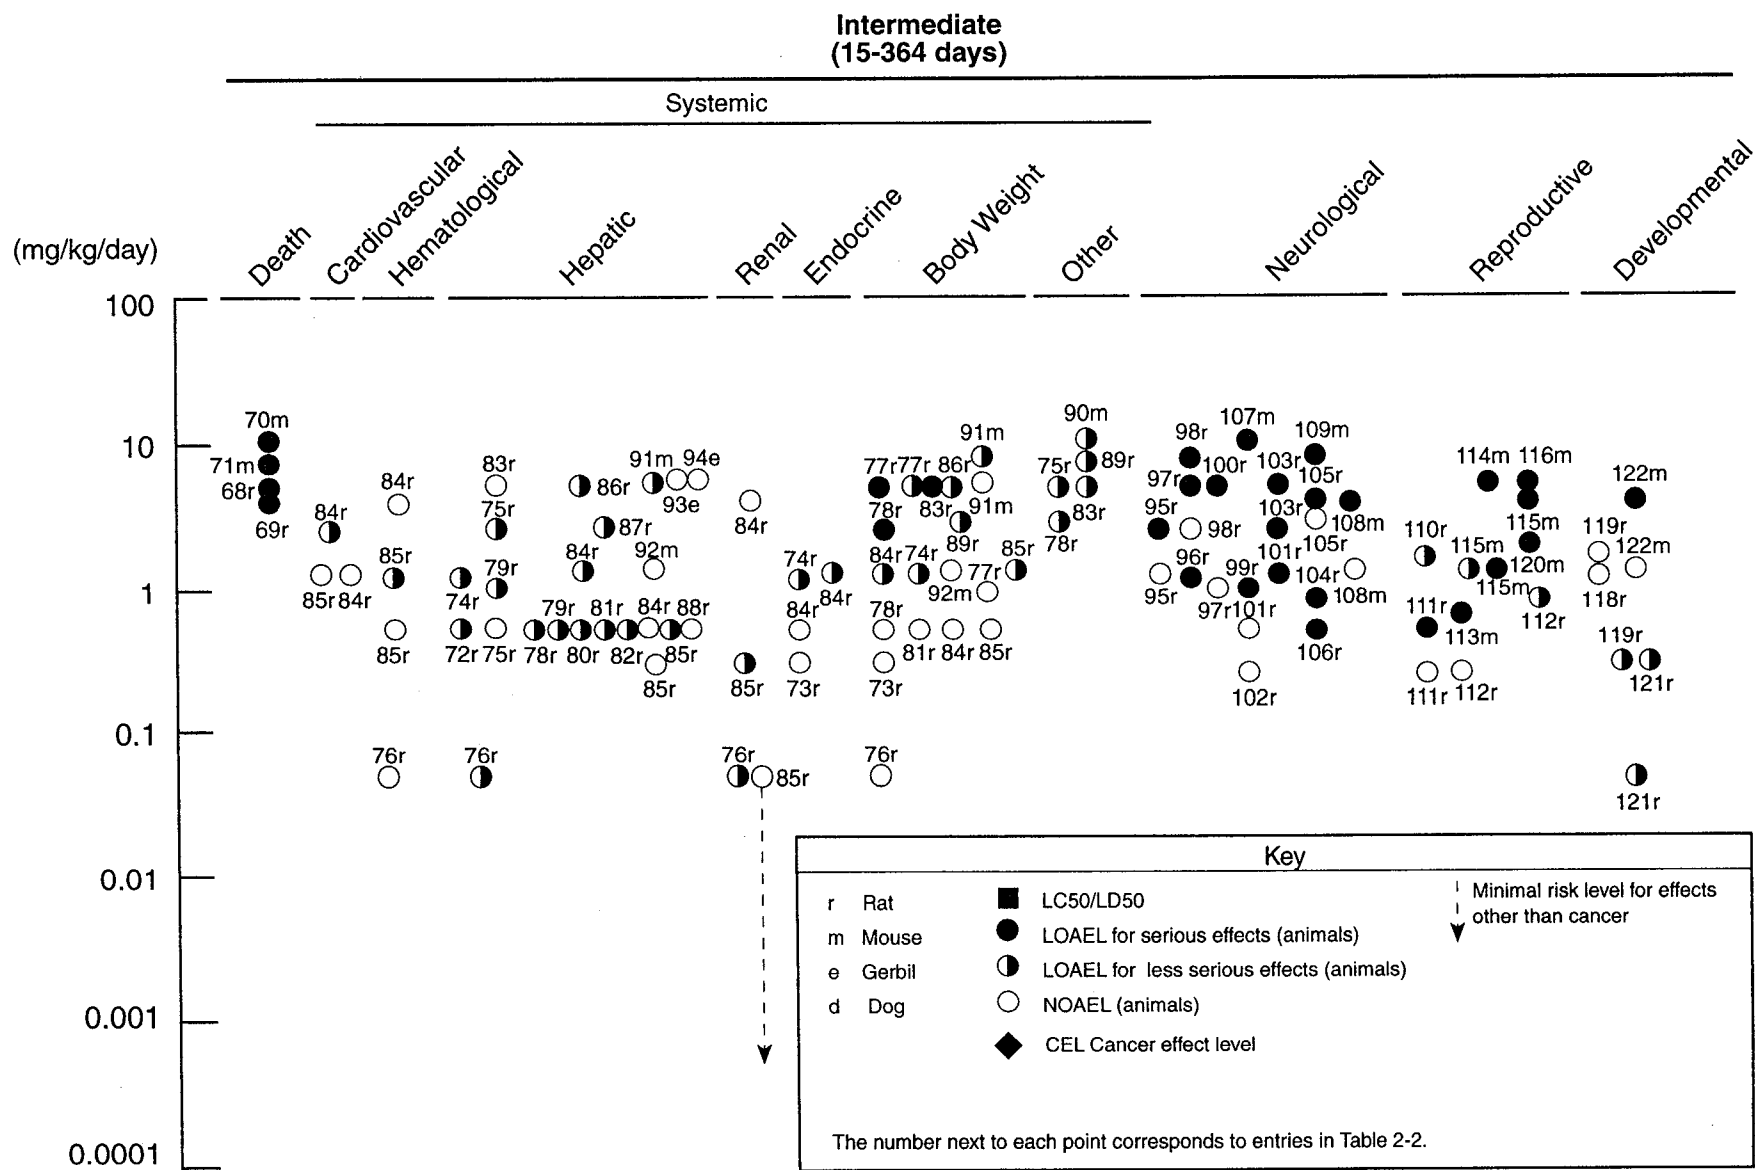 Intermediate
(15-364 days)
Systemic
Death
Cardiovascular
Hematological
Hepatic
Renal
Endocrine
Body Weight
Other
Neurological
Reproductive
Developmental
(mg/kg/day)
100
10
1
0.1
0.01
0.001
0.0001
70m
71m
68r
69r
84r
85r 84r
84r
85r
85r
76r
83r
75r
79r
74r
72r 75r
76r
86r
87r
84r
91m 94e
93e
92m
79r 81r 84r 88r
78r 80r 82r 85r
85r
84r
85r
76r
85r
74r
84r
84r
73r
77r 77r 86r
91m
83r
78r
91m
89r
84r 74r 85r
77r
92m
78r
81r 84r 85r
73r
76r
90m
75r 89r
83r
78r
107m
98r 109m
97r 100r 103r
105r
95r 103r
98r 108m
96r 101r 105r
99r 104r
95r 97r 101r 108m
106r
102r
114m 116m
115m
110r
115m 120m
115m
111r 112r
113m
111r 112r
122m
119r
122m
118r
119r
121r
121r
Key
r Rat
m Mouse
e Gerbil
d Dog
LC50/LD50
LOAEL for serious effects (animals)
LOAEL for less serious effects (animals)
NOAEL (animals)
CEL Cancer effect level
Minimal risk level for effects
other than cancer
The number next to each point corresponds to entries in Table 2-2.